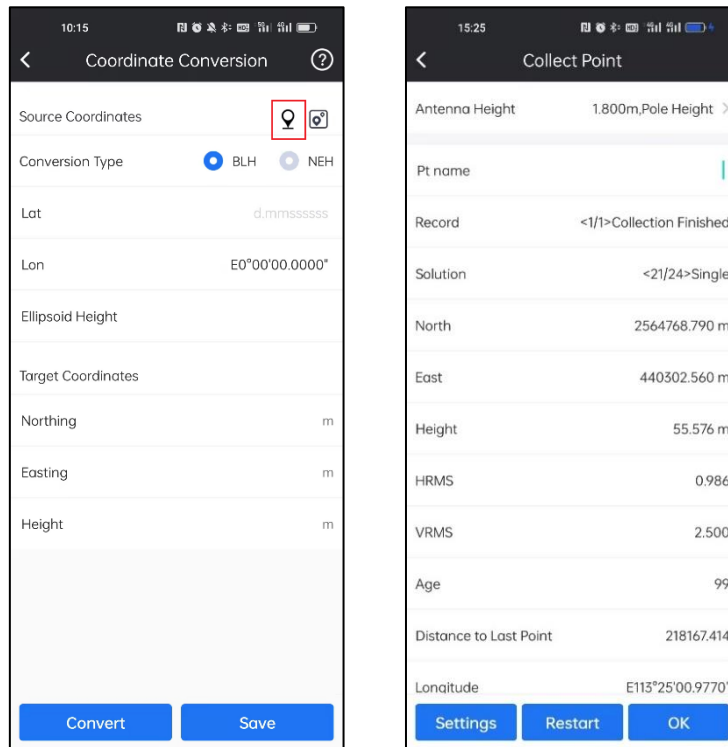 10:15
Coordinate Conversion
Source Coordinates
Conversion Type BLH NEH
Lat d.mmssssss
Lon E0°00'00.0000"
Ellipsoid Height
Target Coordinates
Northing m
Easting m
Height m
Convert Save
15:25
Collect Point
Antenna Height 1.800m,Pole Height
Pt name
Record <1/1>Collection Finished
Solution <21/24>Single
North 2564768.790 m
East 440302.560 m
Height 55.576 m
HRMS 0.986
VRMS 2.500
Age 99
Distance to Last Point 218167.414
Longitude E113°25'00.9770"
Settings Restart OK